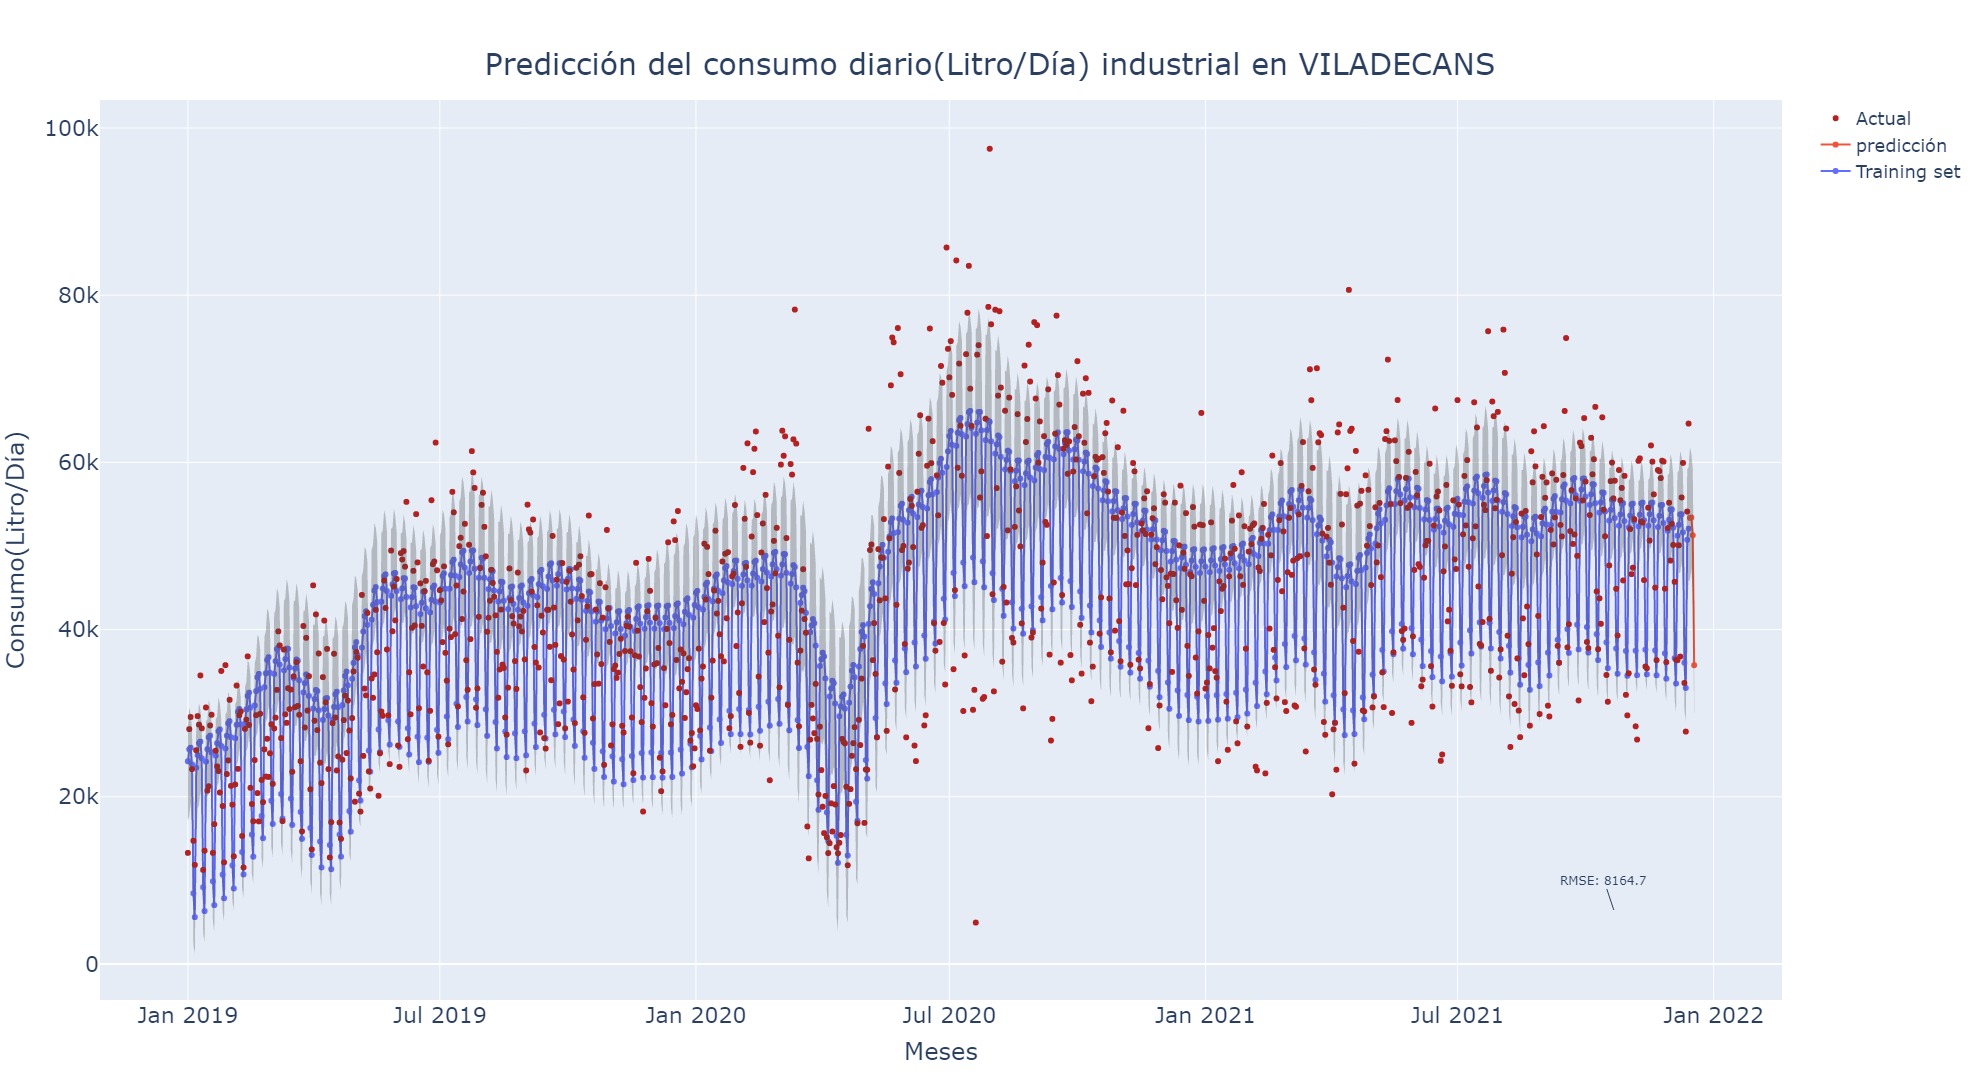 Predicción del consumo diario(Litro/Día) industrial en VILADECANS
Actual
predicción
Training set
100k
80k
60k
40k
20k
0
Consumo(Litro/Día)
RMSE: 8164.7
Jan 2019
Jul 2019
Jan 2020
Jul 2020
Jan 2021
Jul 2021
Jan 2022
Meses